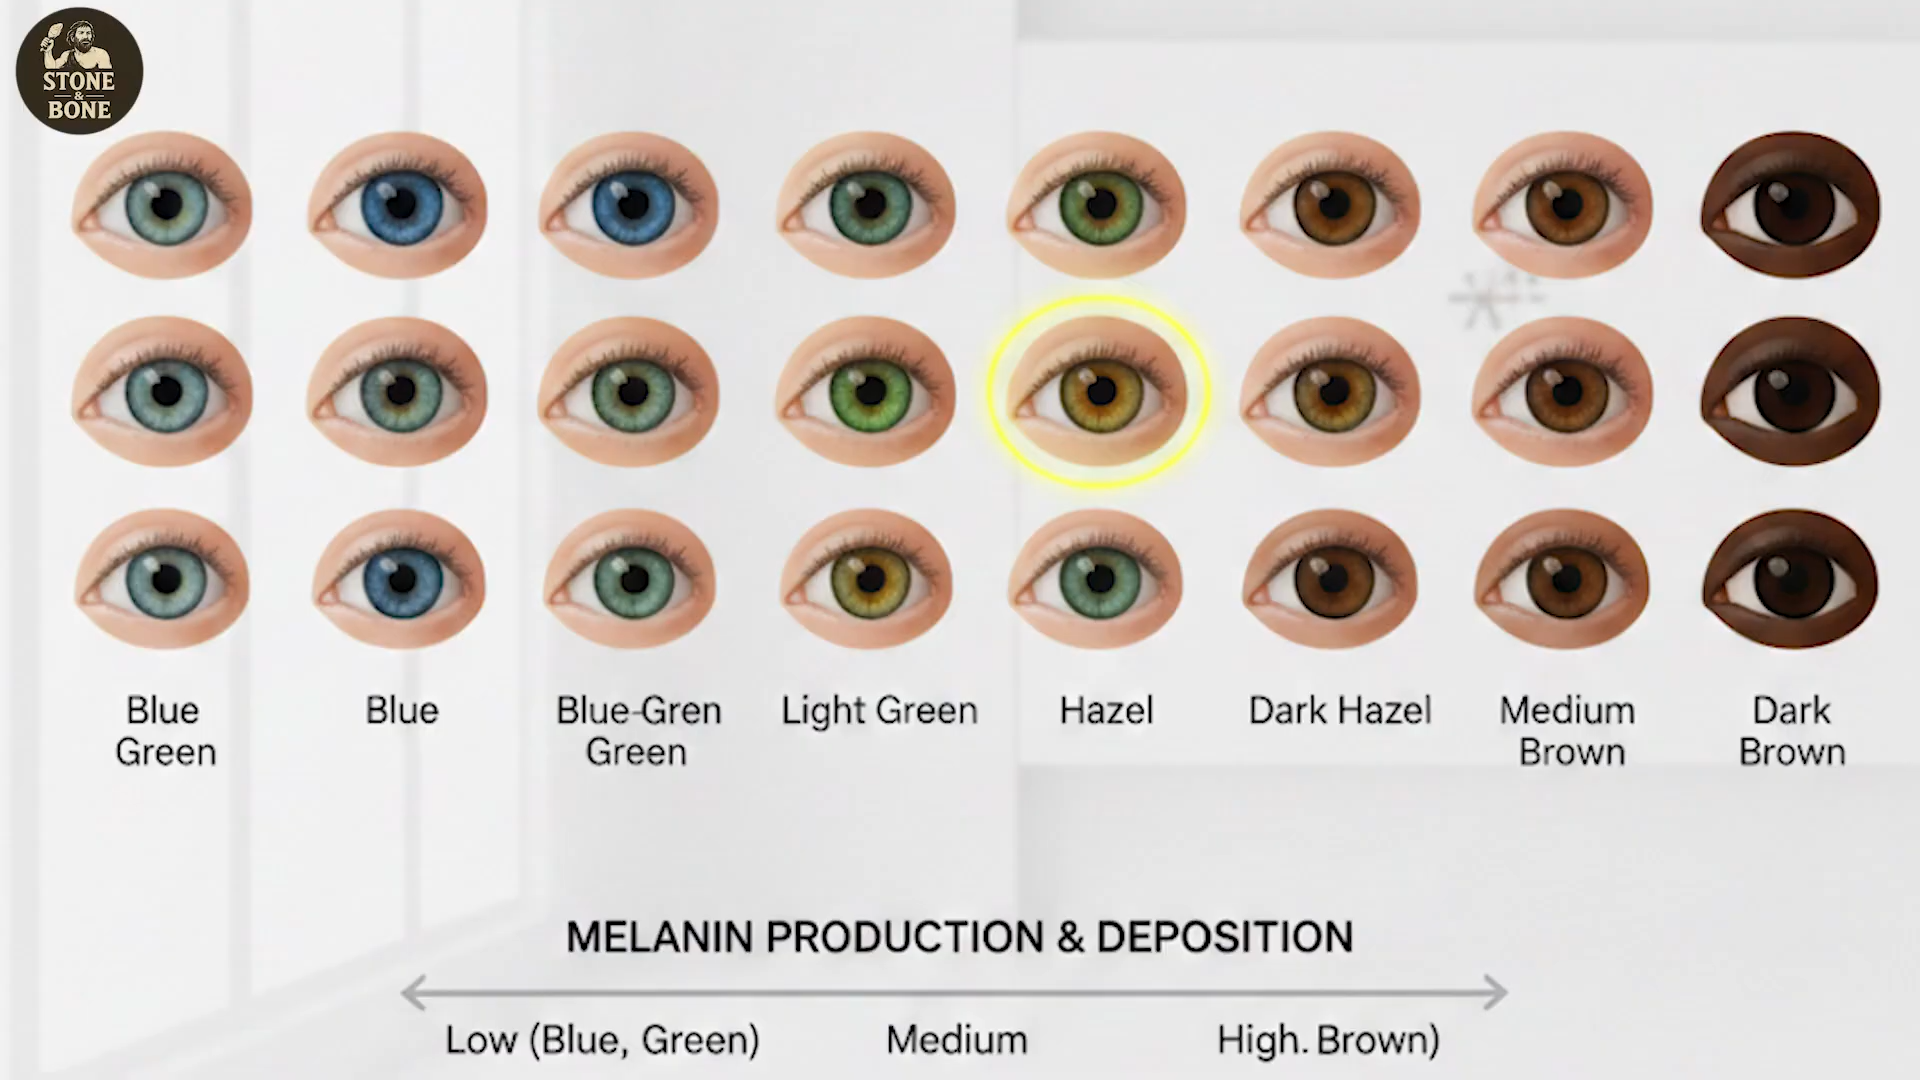 STONE
&
BONE
Blue
Green
Blue
Blue-Gren
Green
Light Green
Hazel
Dark Hazel
Medium
Brown
Dark
Brown
MELANIN PRODUCTION & DEPOSITION
Low (Blue, Green)
Medium
High. Brown)